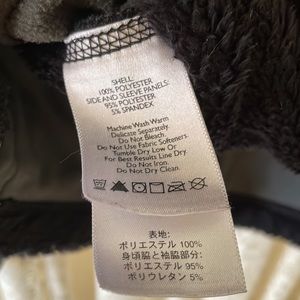 SHELL:
100% POLYESTER
SIDE AND SLEEVE PANELS:
95% POLYESTER
5% SPANDEX
Machine Wash Warm
Delicate Separately
Do Not Bleach.
Do Not Use Fabric Softeners.
Tumble Dry Low Or
For Best Results Line Dry
Do Not Iron.
Do Not Dry Clean.
表地:
ポリエステル 100%
身頃脇と袖脇部分:
ポリエステル 95%
ポリウレタン 5%